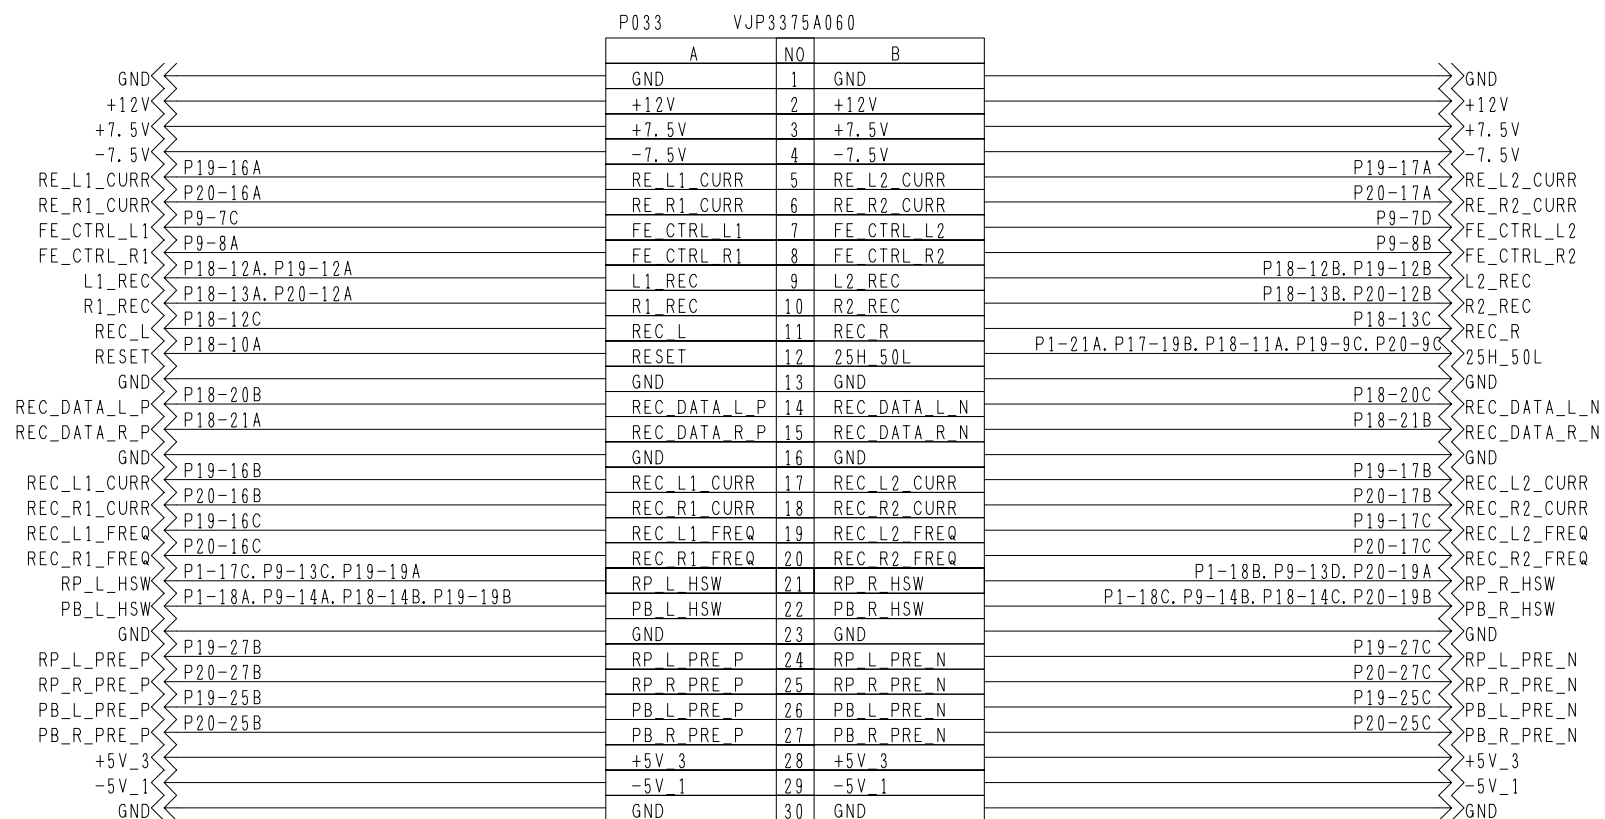 P033 VJP3375A060
A NO B
GND GND 1 GND GND
+12V +12V 2 +12V +12V
+7.5V +7.5V 3 +7.5V +7.5V
-7.5V -7.5V 4 -7.5V -7.5V
RE_L1_CURR P19-16A RE_L1_CURR 5 RE_L2_CURR P19-17A RE_L2_CURR
RE_R1_CURR P20-16A RE_R1_CURR 6 RE_R2_CURR P20-17A RE_R2_CURR
FE_CTRL_L1 P9-7C FE_CTRL_L1 7 FE_CTRL_L2 P9-7D FE_CTRL_L2
FE_CTRL_R1 P9-8A FE_CTRL_R1 8 FE_CTRL_R2 P9-8B FE_CTRL_R2
L1_REC P18-12A. P19-12A L1_REC 9 L2_REC P18-12B. P19-12B L2_REC
R1_REC P18-13A. P20-12A R1_REC 10 R2_REC P18-13B. P20-12B R2_REC
REC_L P18-12C REC_L 11 REC_R P18-13C REC_R
RESET P18-10A RESET 12 25H_50L P1-21A. P17-19B. P18-11A. P19-9C. P20-9C 25H_50L
GND GND 13 GND GND
REC_DATA_L_P P18-20B REC_DATA_L_P 14 REC_DATA_L_N P18-20C REC_DATA_L_N
REC_DATA_R_P P18-21A REC_DATA_R_P 15 REC_DATA_R_N P18-21B REC_DATA_R_N
GND GND 16 GND GND
REC_L1_CURR P19-16B REC_L1_CURR 17 REC_L2_CURR P19-17B REC_L2_CURR
REC_R1_CURR P20-16B REC_R1_CURR 18 REC_R2_CURR P20-17B REC_R2_CURR
REC_L1_FREQ P19-16C REC_L1_FREQ 19 REC_L2_FREQ P19-17C REC_L2_FREQ
REC_R1_FREQ P20-16C REC_R1_FREQ 20 REC_R2_FREQ P20-17C REC_R2_FREQ
RP_L_HSW P1-17C. P9-13C. P19-19A RP_L_HSW 21 RP_R_HSW P1-18B. P9-13D. P20-19A RP_R_HSW
PB_L_HSW P1-18A. P9-14A. P18-14B. P19-19B PB_L_HSW 22 PB_R_HSW P1-18C. P9-14B. P18-14C. P20-19B PB_R_HSW
GND GND 23 GND GND
RP_L_PRE_P P19-27B RP_L_PRE_P 24 RP_L_PRE_N P19-27C RP_L_PRE_N
RP_R_PRE_P P20-27B RP_R_PRE_P 25 RP_R_PRE_N P20-27C RP_R_PRE_N
PB_L_PRE_P P19-25B PB_L_PRE_P 26 PB_L_PRE_N P19-25C PB_L_PRE_N
PB_R_PRE_P P20-25B PB_R_PRE_P 27 PB_R_PRE_N P20-25C PB_R_PRE_N
+5V_3 +5V_3 28 +5V_3 +5V_3
-5V_1 -5V_1 29 -5V_1 -5V_1
GND GND 30 GND GND